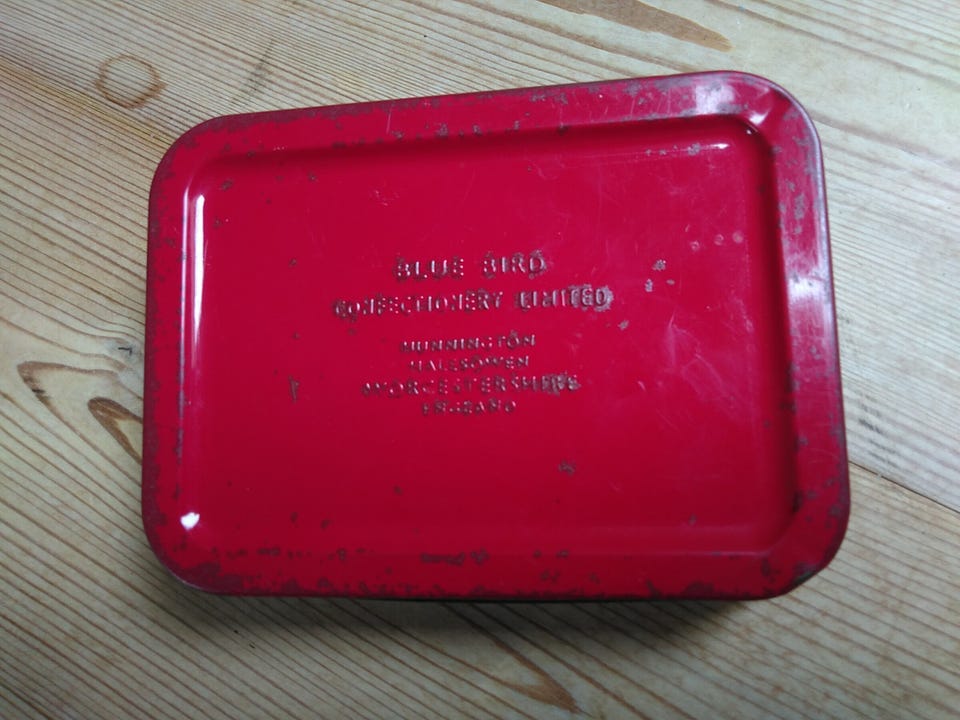 BLUE BIRD
CONFECTIONERY LIMITED
HUNNINGTON
HALESOWEN
WORCESTERSHIRE
ENGLAND